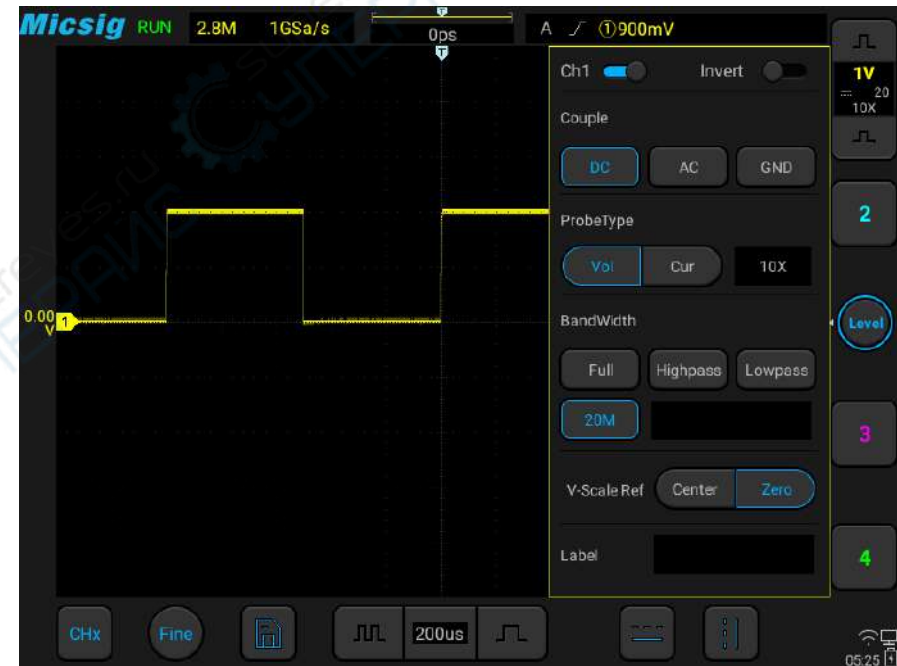 Micsig RUN 2.8M 1GSa/s 0ps A ①900mV
T
T
Ch1 Invert
1V
20
10X
Couple
DC AC GND
2
ProbeType
Vol Cur 10X
0.00 V 1
BandWidth
Level
Full Highpass Lowpass
20M
3
V-Scale Ref Center Zero
Label
4
CHx Fine 200us
05:25